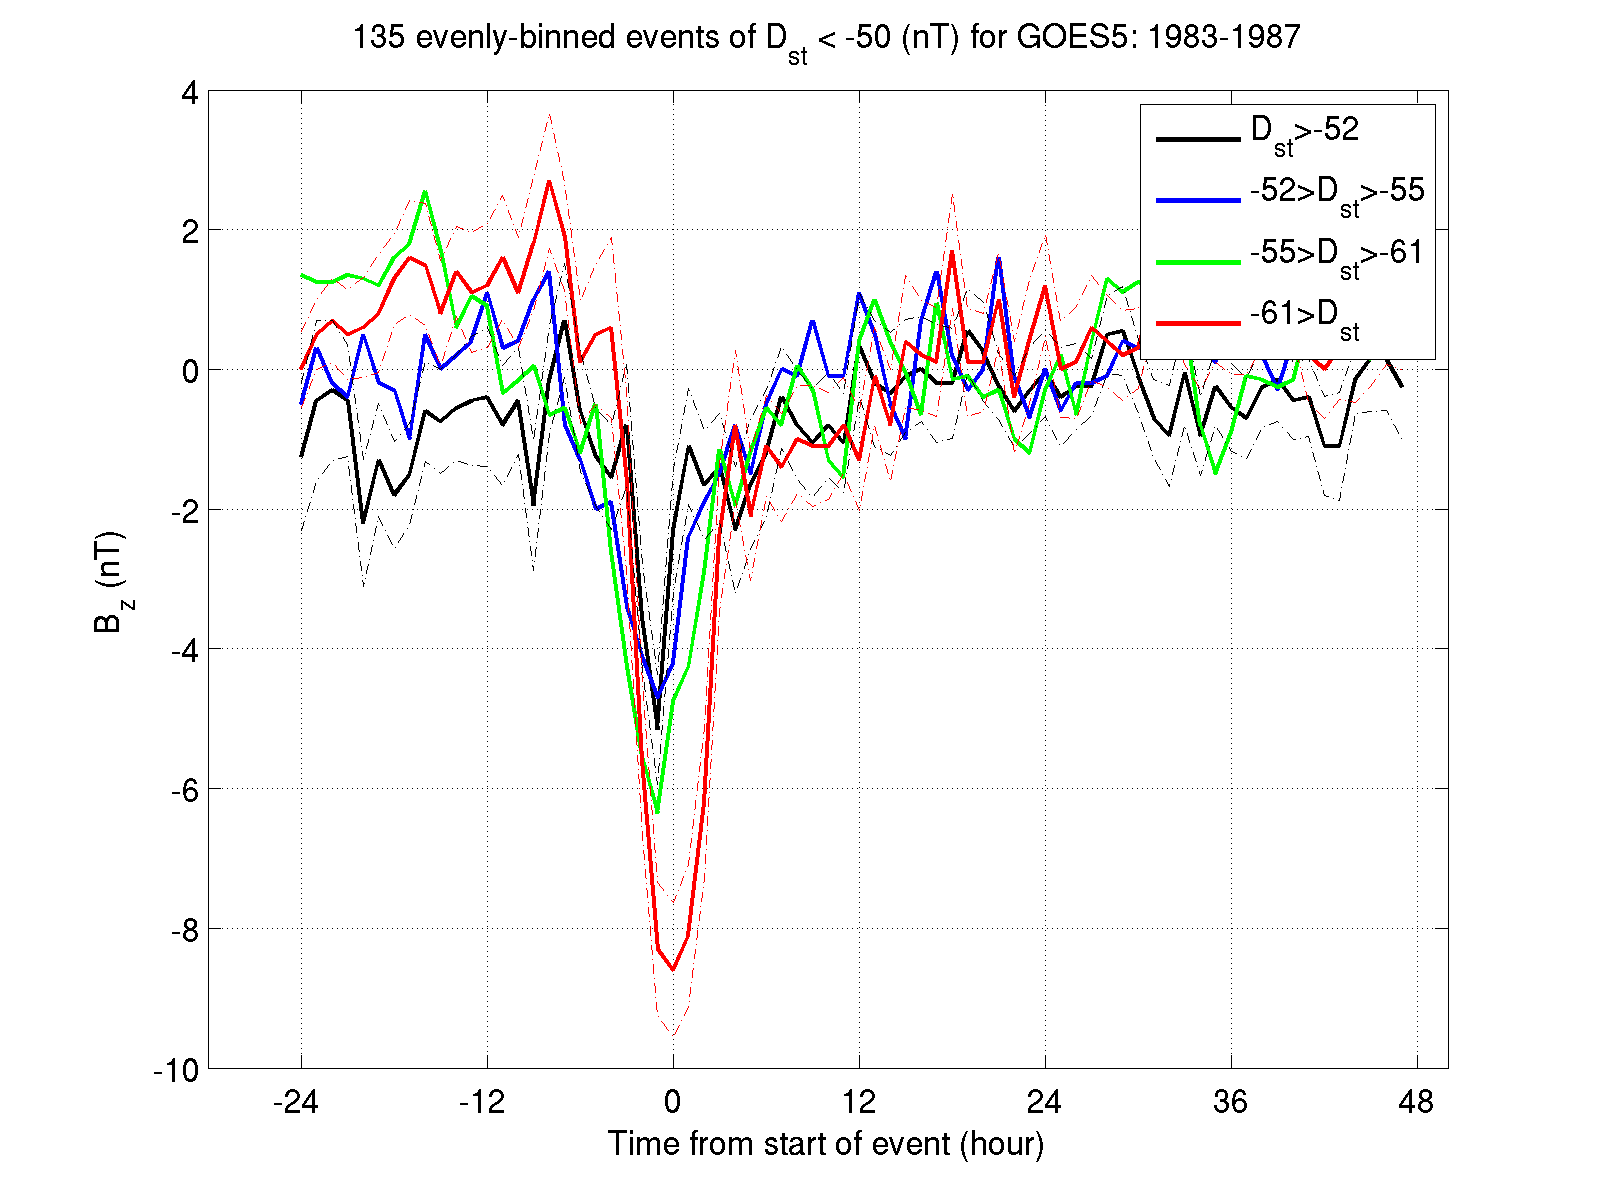 135 evenly-binned events of Dst < -50 (nT) for GOES5: 1983-1987
4
2
0
-2
-4
-6
-8
-10
Bz (nT)
Dst>-52
-52>Dst>-55
-55>Dst>-61
-61>Dst
-24 -12 0 12 24 36 48
Time from start of event (hour)